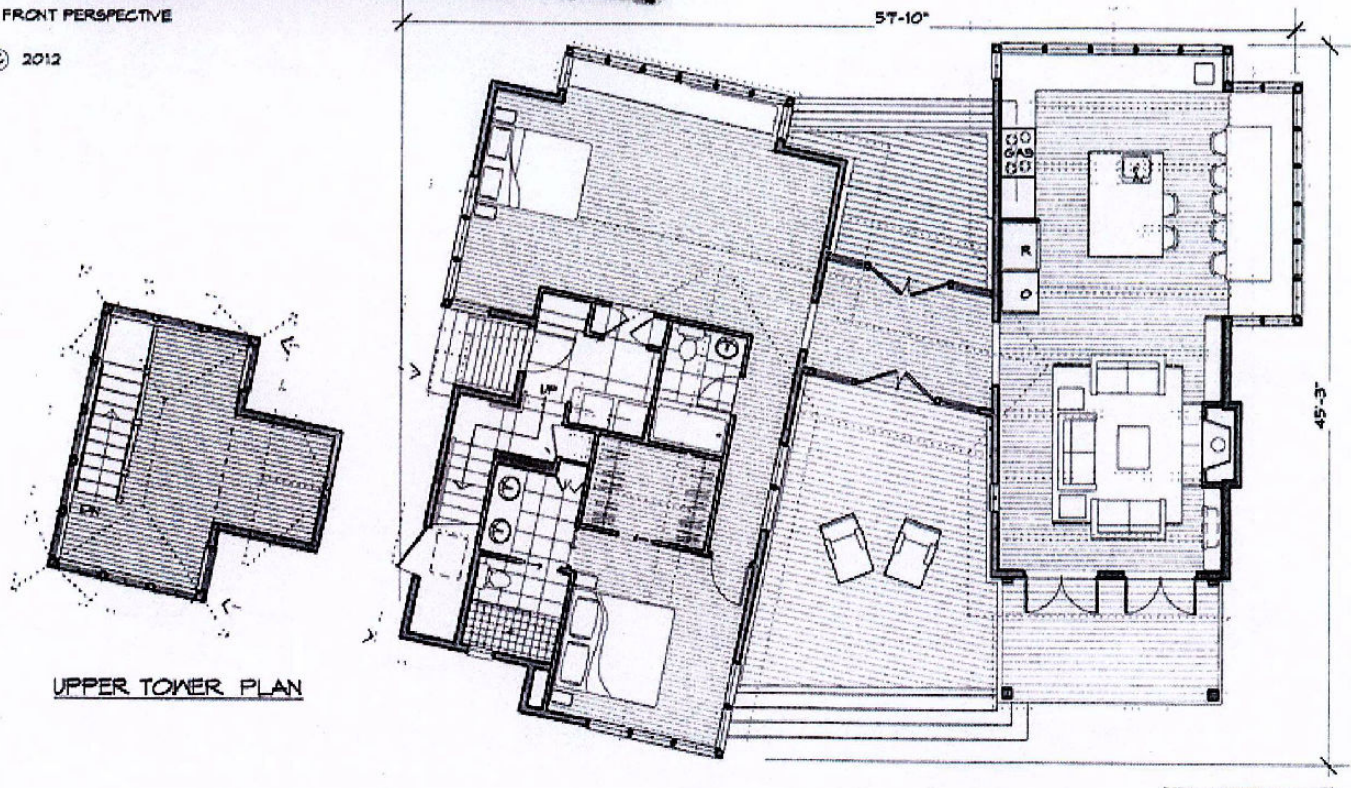 FRONT PERSPECTIVE
© 2012
57'-10"
GAS
R
O
UP
45'-3"
DN
UPPER TOWER PLAN